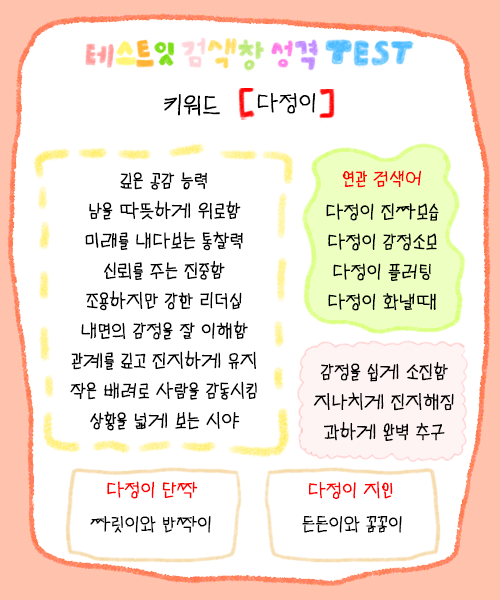 테스트잇 검색창 성격 TEST
키워드 [다정이]
깊은 공감 능력
남을 따뜻하게 위로함
미래를 내다보는 통찰력
신뢰를 주는 진중함
조용하지만 강한 리더십
내면의 감정을 잘 이해함
관계를 깊고 진지하게 유지
작은 배려로 사람을 감동시킴
상황을 넓게 보는 시야
연관 검색어
다정이 진짜모습
다정이 감정소모
다정이 플러팅
다정이 화낼때
감정을 쉽게 소진함
지나치게 진지해짐
과하게 완벽 추구
다정이 단짝
짜릿이와 반짝이
다정이 지인
든든이와 꽁꽁이